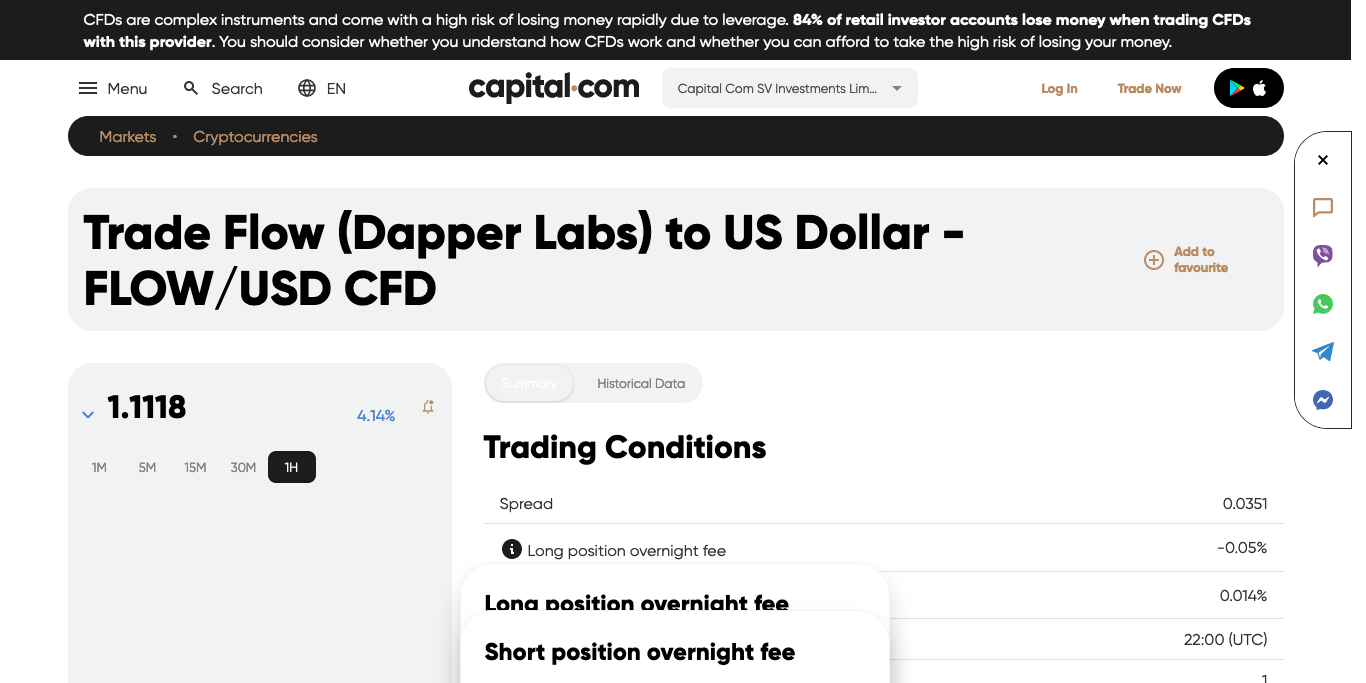 CFDs are complex instruments and come with a high risk of losing money rapidly due to leverage. 84% of retail investor accounts lose money when trading CFDs
with this provider. You should consider whether you understand how CFDs work and whether you can afford to take the high risk of losing your money.
Menu Search EN capital.com Capital Com SV Investments Lim... Log In Trade Now
Markets • Cryptocurrencies
Trade Flow (Dapper Labs) to US Dollar -
FLOW/USD CFD
Add to
favourite
1.1118 4.14%
1M 5M 15M 30M 1H
Summary Historical Data
Trading Conditions
Spread 0.0351
Long position overnight fee -0.05%
Long position overnight fee
0.014%
Short position overnight fee
22:00 (UTC)
1